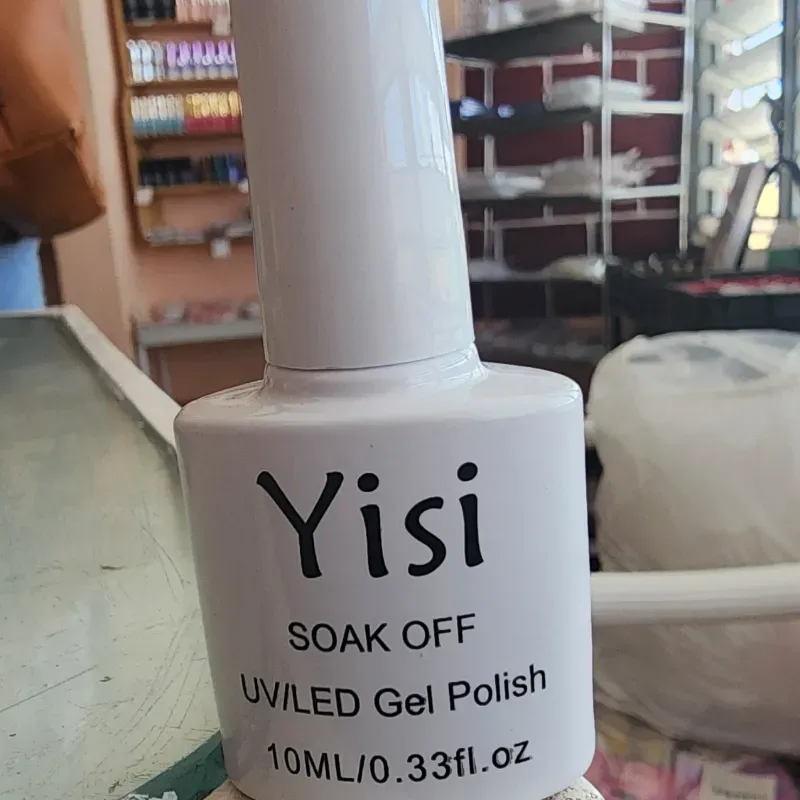 Yisi
SOAK OFF
UV/LED Gel Polish
10ML/0.33fl.oz